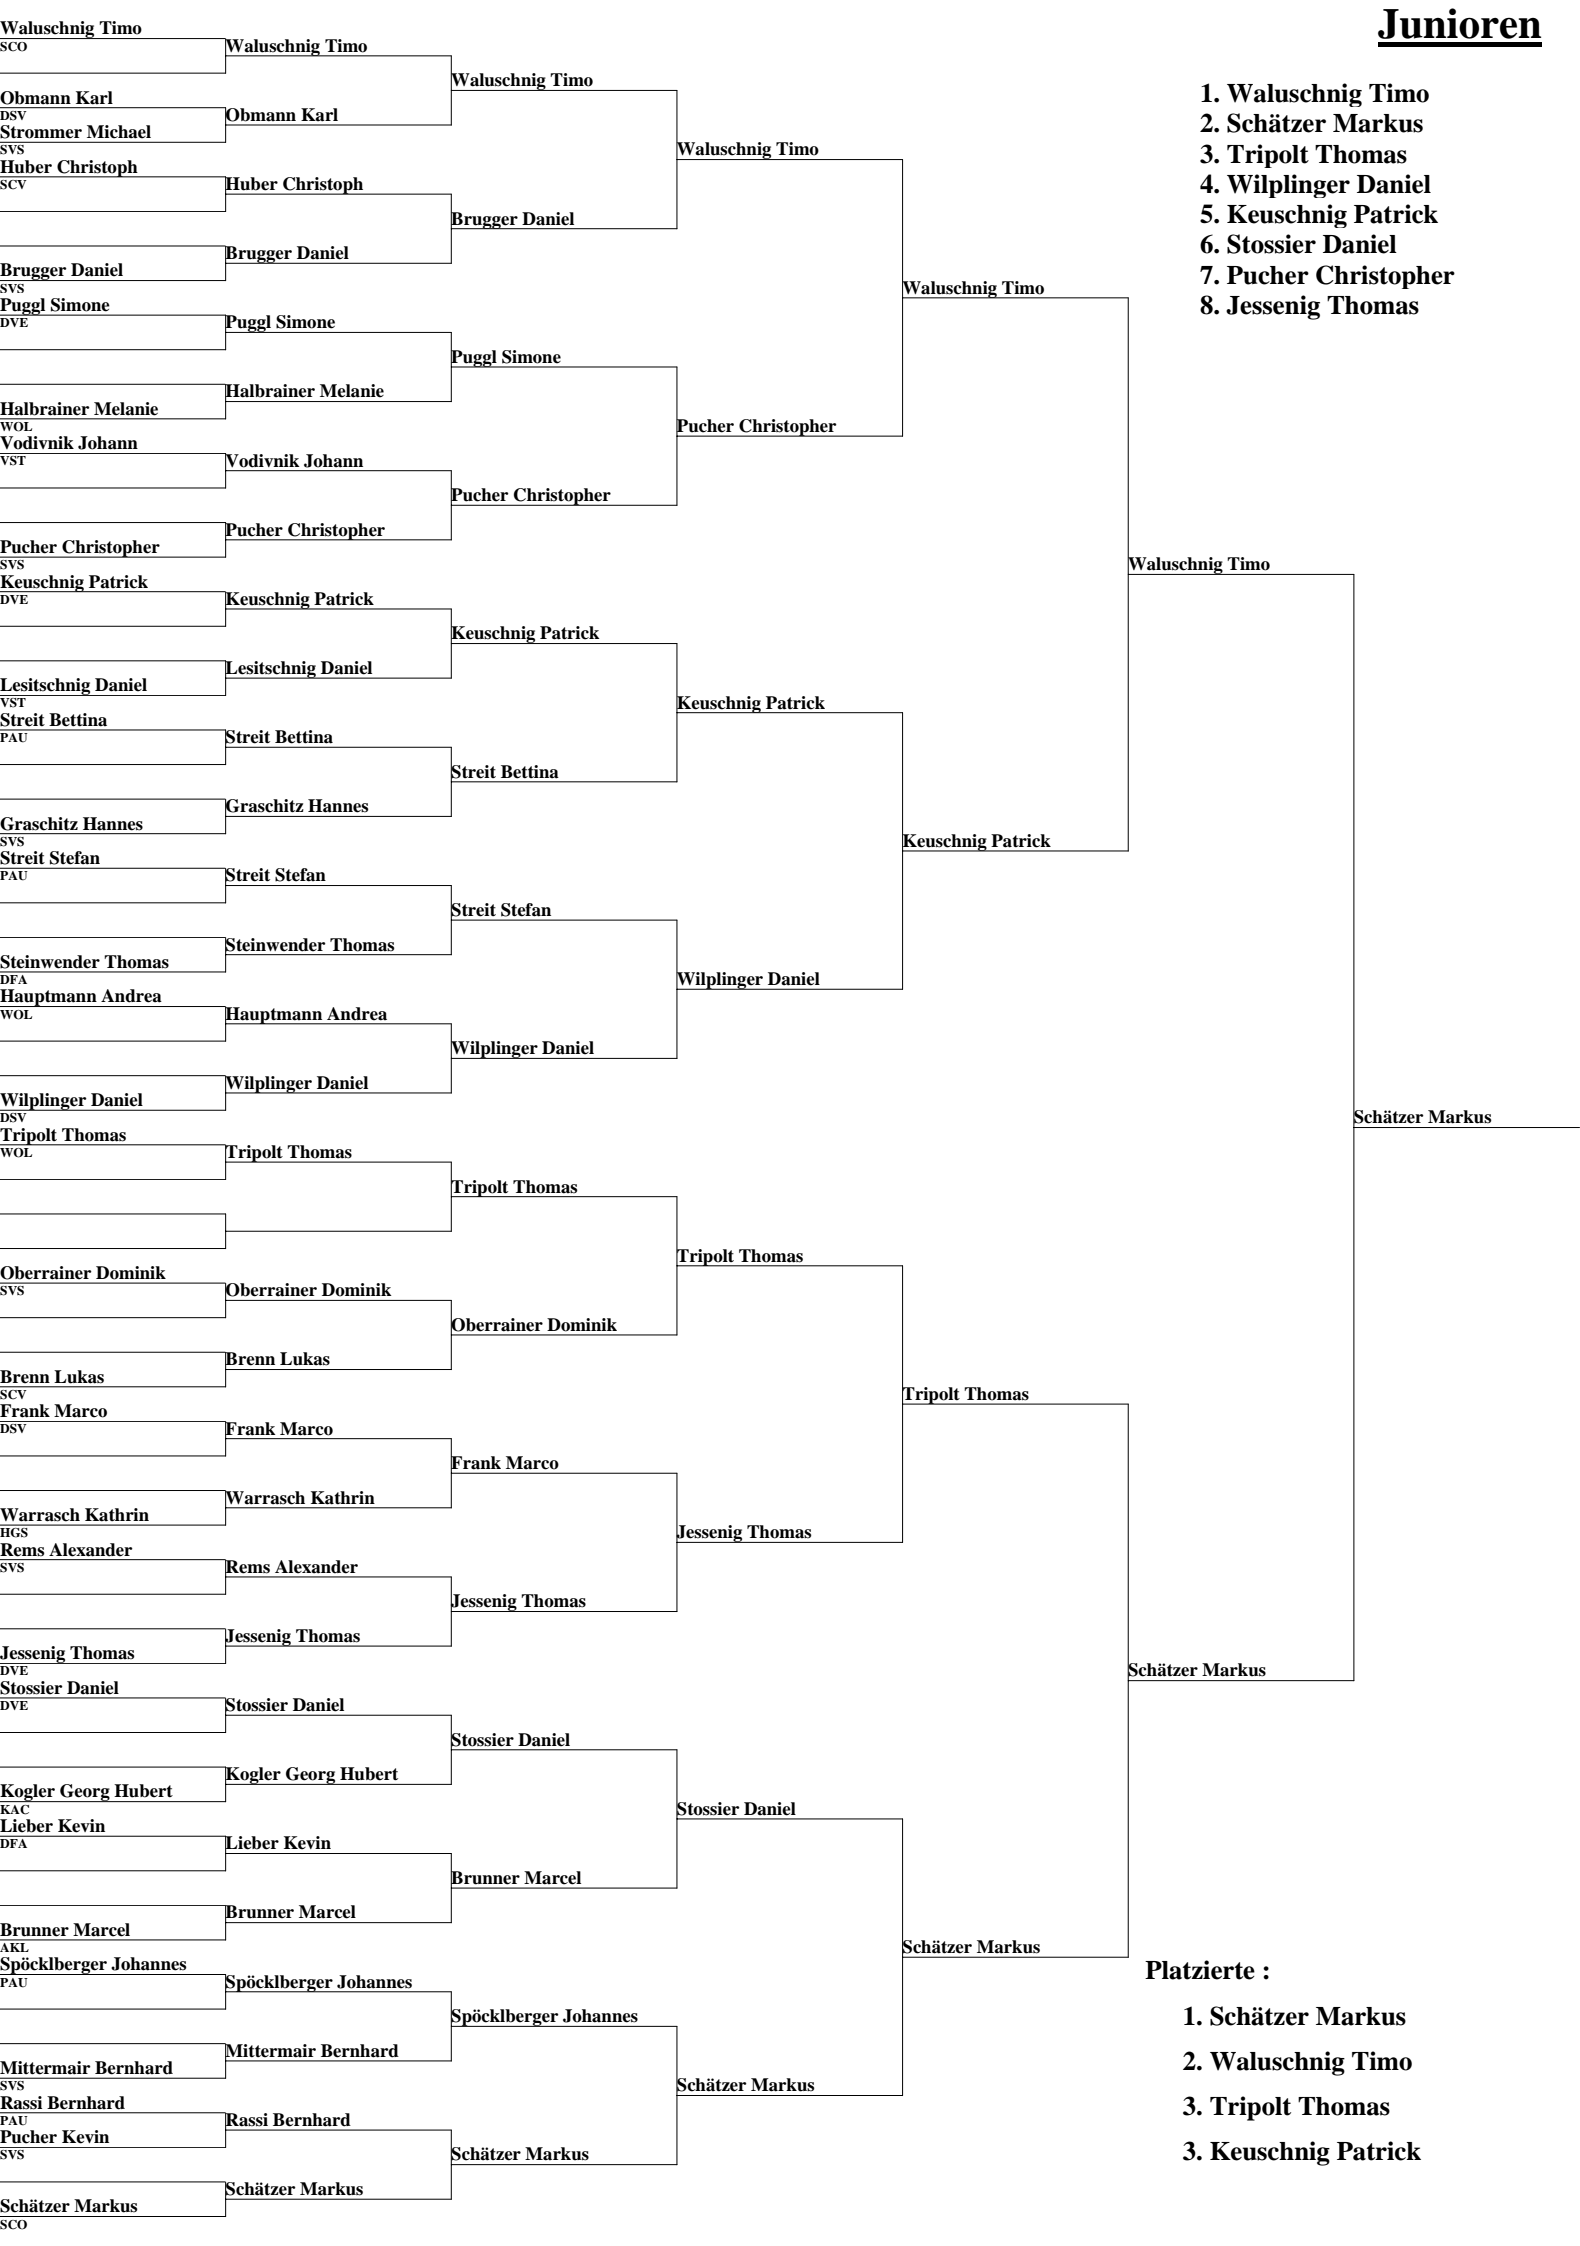 Junioren
1. Waluschnig Timo
2. Schätzer Markus
3. Tripolt Thomas
4. Wilplinger Daniel
5. Keuschnig Patrick
6. Stossier Daniel
7. Pucher Christopher
8. Jessenig Thomas
Waluschnig Timo
SCO
Obmann Karl
DSV
Strommer Michael
SVS
Huber Christoph
SCV
Brugger Daniel
SVS
Puggl Simone
DVE
Halbrainer Melanie
WOL
Vodivnik Johann
VST
Pucher Christopher
SVS
Keuschnig Patrick
DVE
Lesitschnig Daniel
VST
Streit Bettina
PAU
Graschitz Hannes
SVS
Streit Stefan
PAU
Steinwender Thomas
DFA
Hauptmann Andrea
WOL
Wilplinger Daniel
DSV
Tripolt Thomas
WOL
Oberrainer Dominik
SVS
Brenn Lukas
SCV
Frank Marco
DSV
Warrasch Kathrin
HGS
Rems Alexander
SVS
Jessenig Thomas
DVE
Stossier Daniel
DVE
Kogler Georg Hubert
KAC
Lieber Kevin
DFA
Brunner Marcel
AKL
Spöcklberger Johannes
PAU
Mittermair Bernhard
SVS
Rassi Bernhard
PAU
Pucher Kevin
SVS
Schätzer Markus
SCO
Waluschnig Timo
Obmann Karl
Huber Christoph
Brugger Daniel
Puggl Simone
Halbrainer Melanie
Vodivnik Johann
Pucher Christopher
Keuschnig Patrick
Lesitschnig Daniel
Streit Bettina
Graschitz Hannes
Streit Stefan
Steinwender Thomas
Hauptmann Andrea
Wilplinger Daniel
Tripolt Thomas
Oberrainer Dominik
Brenn Lukas
Frank Marco
Warrasch Kathrin
Rems Alexander
Jessenig Thomas
Stossier Daniel
Kogler Georg Hubert
Lieber Kevin
Brunner Marcel
Spöcklberger Johannes
Mittermair Bernhard
Rassi Bernhard
Schätzer Markus
Waluschnig Timo
Brugger Daniel
Puggl Simone
Pucher Christopher
Keuschnig Patrick
Streit Bettina
Streit Stefan
Wilplinger Daniel
Tripolt Thomas
Oberrainer Dominik
Frank Marco
Jessenig Thomas
Stossier Daniel
Brunner Marcel
Spöcklberger Johannes
Schätzer Markus
Waluschnig Timo
Pucher Christopher
Keuschnig Patrick
Wilplinger Daniel
Tripolt Thomas
Jessenig Thomas
Stossier Daniel
Schätzer Markus
Waluschnig Timo
Keuschnig Patrick
Tripolt Thomas
Schätzer Markus
Waluschnig Timo
Schätzer Markus
Schätzer Markus
Platzierte :
1. Schätzer Markus
2. Waluschnig Timo
3. Tripolt Thomas
3. Keuschnig Patrick